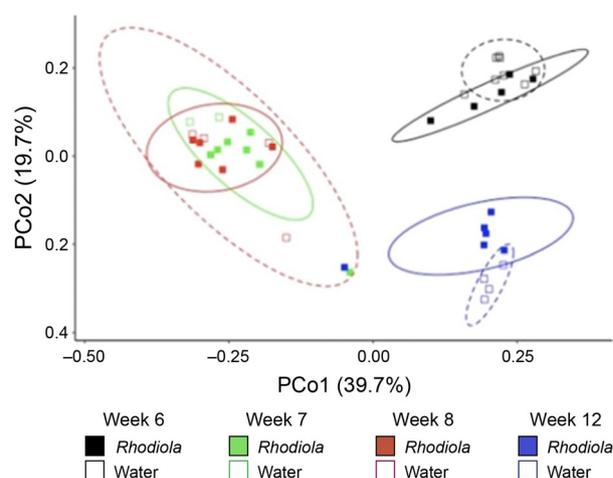 0.2
0.0
0.2
0.4
PCo2 (19.7%)
−0.50 −0.25 0.00 0.25
PCo1 (39.7%)
Week 6 Week 7 Week 8 Week 12
Rhodiola Rhodiola Rhodiola Rhodiola
Water Water Water Water